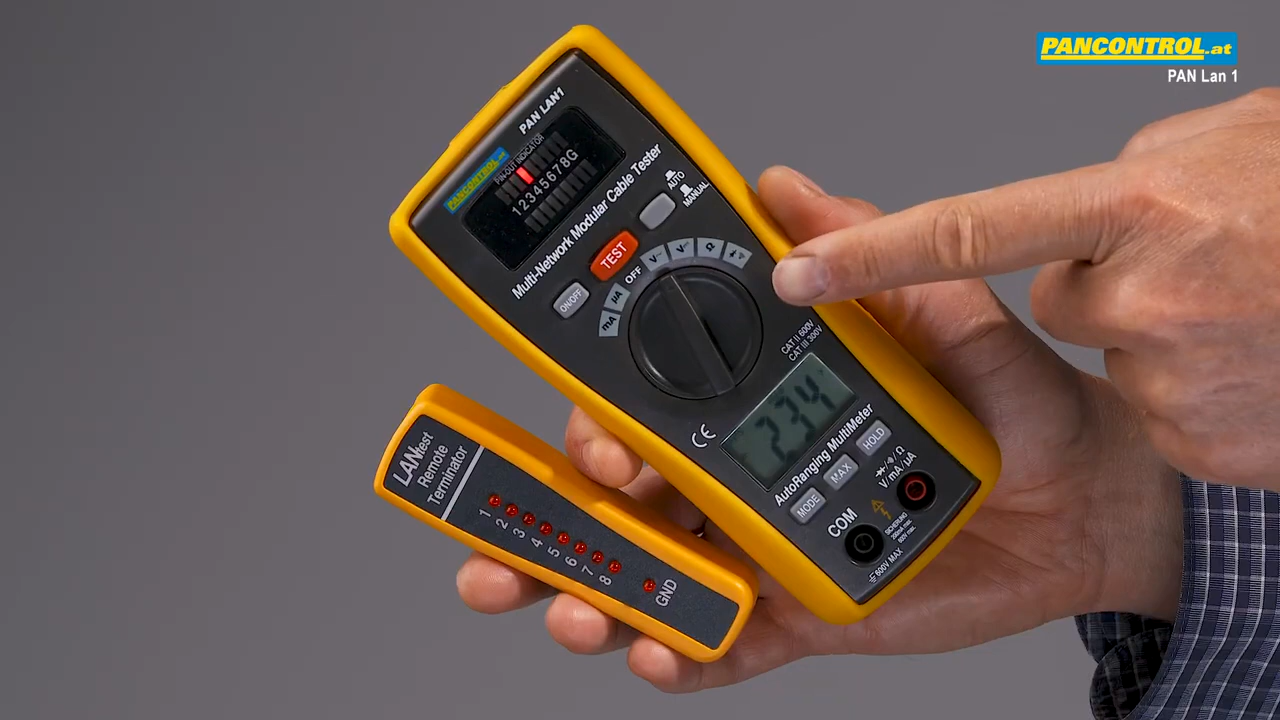 PANCONTROL.at
PAN Lan 1
PAN LAN1
PANCONTROL.at
PIN-OUT INDICATOR
12345678G
Multi-Network Modular Cable Tester
AUTO
MANUAL
TEST
ON/OFF
mA
µA
OFF
V
V
Ω
CAT II 600V
CAT III 300V
CE
234
AutoRanging MultiMeter
MODE
MAX
HOLD
COM
V/mA/µA
600V MAX
LANtest
Remote
Terminator
1 2 3 4 5 6 7 8 GND